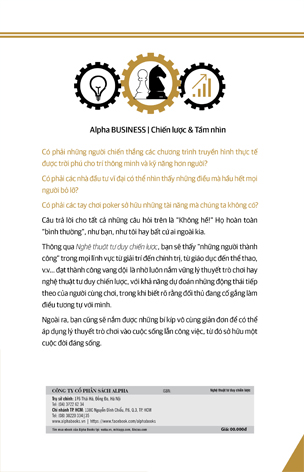 Alpha BUSINESS | Chiến lược & Tầm nhìn
Có phải những người chiến thắng các chương trình truyền hình thực tế
được trời phú cho trí thông minh và kỹ năng hơn người?
Có phải các nhà đầu tư vĩ đại có thể nhìn thấy những điều mà hầu hết mọi
người bỏ lỡ?
Có phải các tay chơi poker sở hữu những tài năng mà chúng ta không có?
Câu trả lời cho tất cả những câu hỏi trên là "Không hề!" Họ hoàn toàn
"bình thường", như bạn, như tôi hay bất cứ ai ngoài kia.
Thông qua Nghệ thuật tư duy chiến lược, bạn sẽ thấy "những người thành
công" trong mọi lĩnh vực từ giải trí đến chính trị, từ giáo dục đến thể thao,
v.v... đạt thành công vang dội là nhờ luôn nắm vững lý thuyết trò chơi hay
nghệ thuật tư duy chiến lược, với khả năng dự đoán những động thái tiếp
theo của người cùng chơi, trong khi biết rõ rằng đối thủ đang cố gắng làm
điều tương tự với mình.
Ngoài ra, bạn cũng sẽ nắm được những bí kíp vô cùng giản đơn để có thể
áp dụng lý thuyết trò chơi vào cuộc sống lẫn công việc, từ đó sở hữu một
cuộc đời đáng sống.
CÔNG TY CỔ PHẦN SÁCH ALPHA
ISBN:
Nghệ thuật tư duy chiến lược
Trụ sở chính: 176 Thái Hà, Đống Đa, Hà Nội
Tel: (04) 3722 62 34
Chi nhánh TP HCM: 138C Nguyễn Đình Chiểu, P.6, Q.3, TP. HCM
Tel: (08) 38220 334|35
www.alphabooks.vn | https://www.facebook.com/alphabooks
Giá: 00.000đ